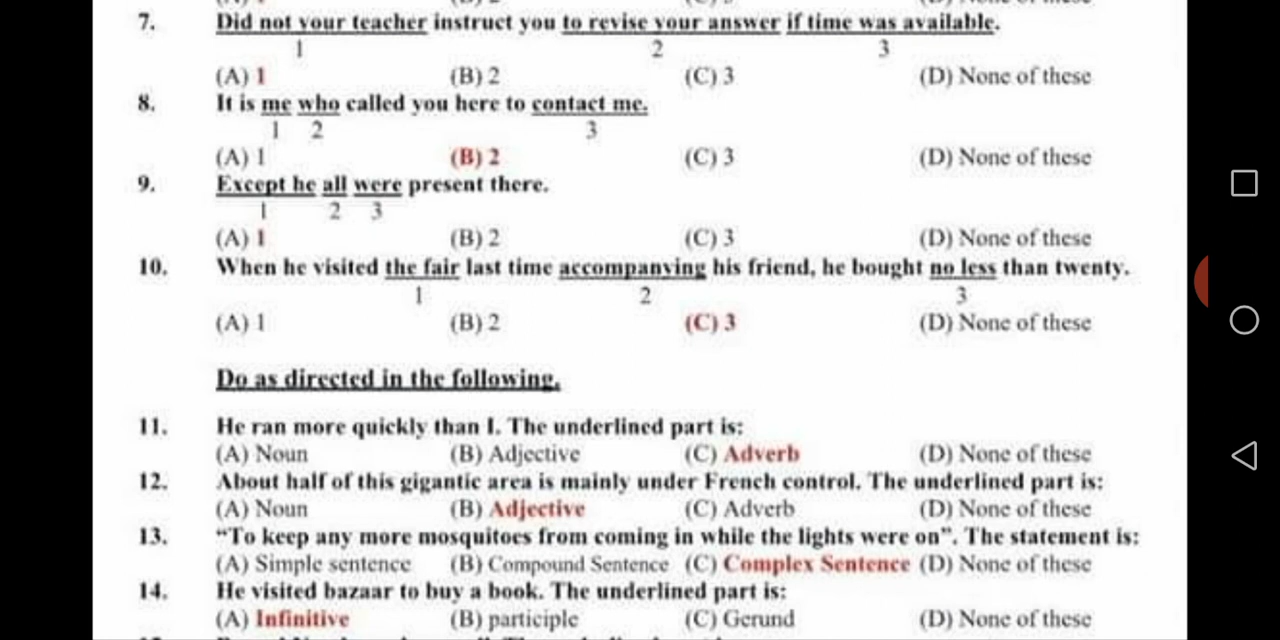 7. Did not your teacher instruct you to revise your answer if time was available.
1 2 3
(A) 1 (B) 2 (C) 3 (D) None of these
8. It is me who called you here to contact me.
1 2 3
(A) 1 (B) 2 (C) 3 (D) None of these
9. Except he all were present there.
1 2 3
(A) 1 (B) 2 (C) 3 (D) None of these
10. When he visited the fair last time accompanying his friend, he bought no less than twenty.
1 2 3
(A) 1 (B) 2 (C) 3 (D) None of these
Do as directed in the following.
11. He ran more quickly than I. The underlined part is:
(A) Noun (B) Adjective (C) Adverb (D) None of these
12. About half of this gigantic area is mainly under French control. The underlined part is:
(A) Noun (B) Adjective (C) Adverb (D) None of these
13. “To keep any more mosquitoes from coming in while the lights were on”. The statement is:
(A) Simple sentence (B) Compound Sentence (C) Complex Sentence (D) None of these
14. He visited bazaar to buy a book. The underlined part is:
(A) Infinitive (B) participle (C) Gerund (D) None of these